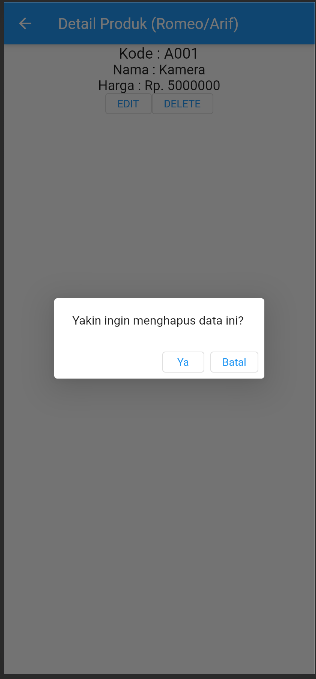 Detail Produk (Romeo/Arif)
Kode : A001
Nama : Kamera
Harga : Rp. 5000000
EDIT DELETE
Yakin ingin menghapus data ini?
Ya Batal